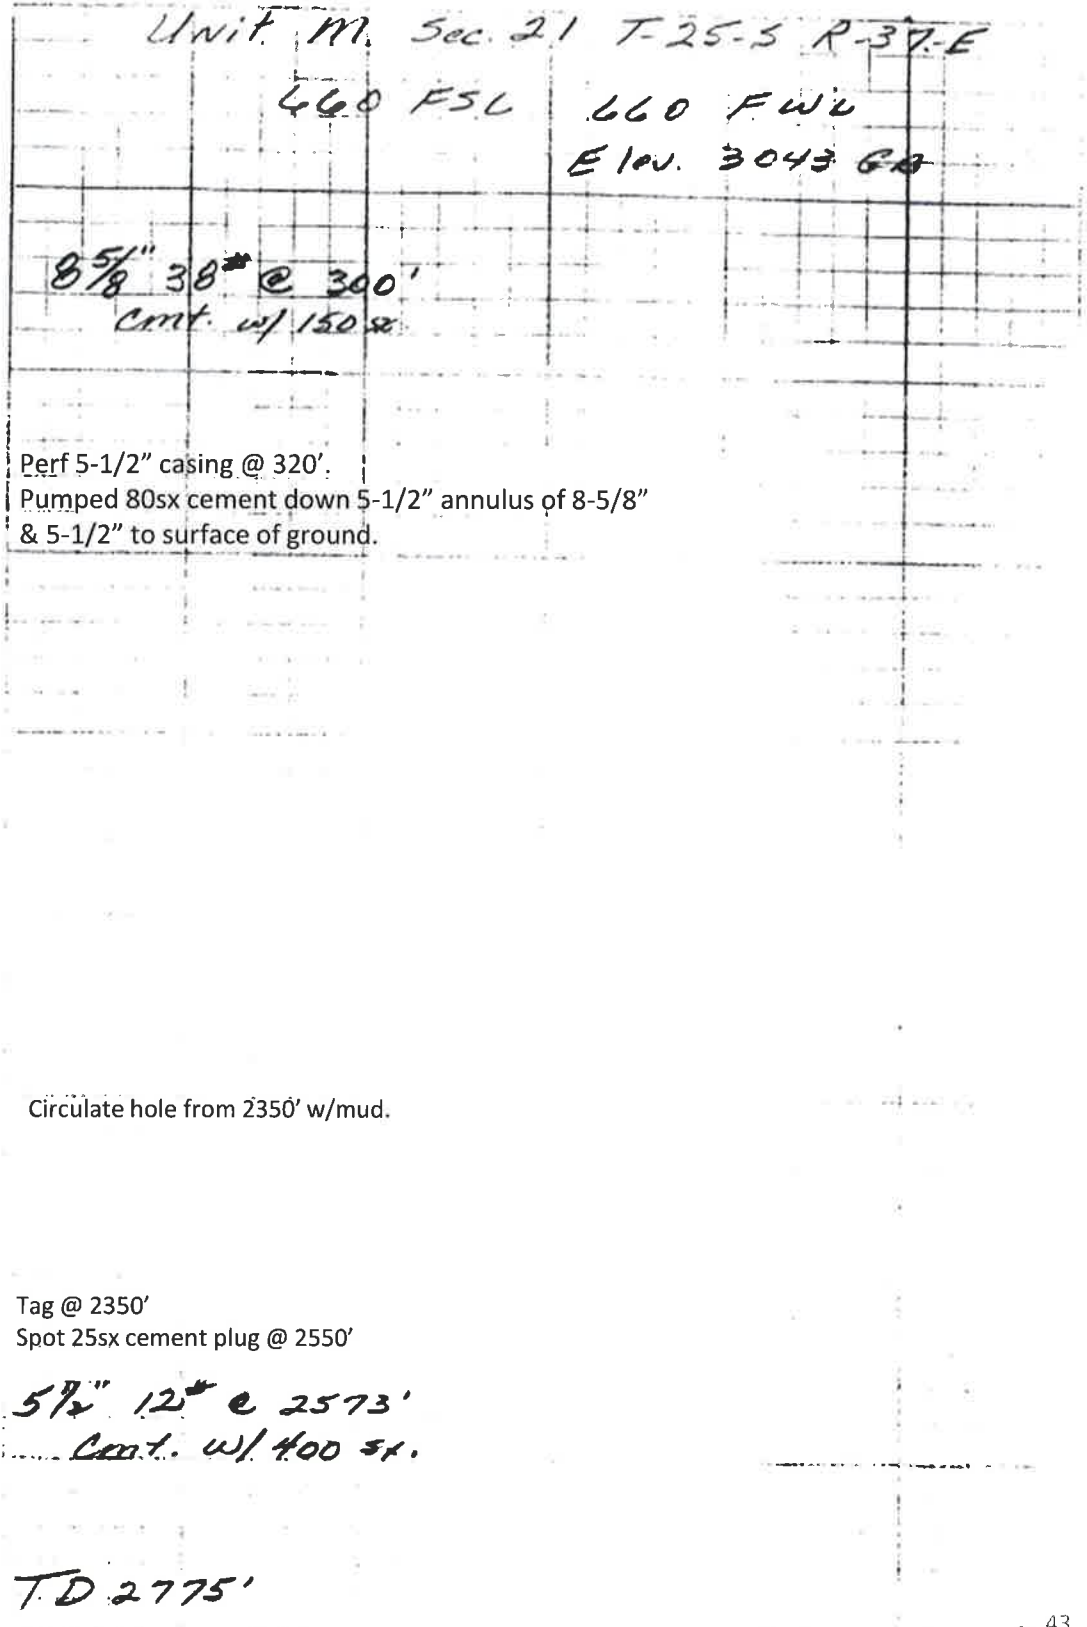 Unit M. Sec. 21 T-25-S R-37-E
660 FSL 660 FWL
Elev. 3043
8 5/8" 38# @ 300'
Cmt. w/ 150 sx
Perf 5-1/2” casing @ 320’.
Pumped 80sx cement down 5-1/2” annulus of 8-5/8”
& 5-1/2” to surface of ground.
Circulate hole from 2350’ w/mud.
Tag @ 2350’
Spot 25sx cement plug @ 2550’
5 1/2" 12# @ 2573'
Cmt. w/ 400 sx.
TD 2775'
43